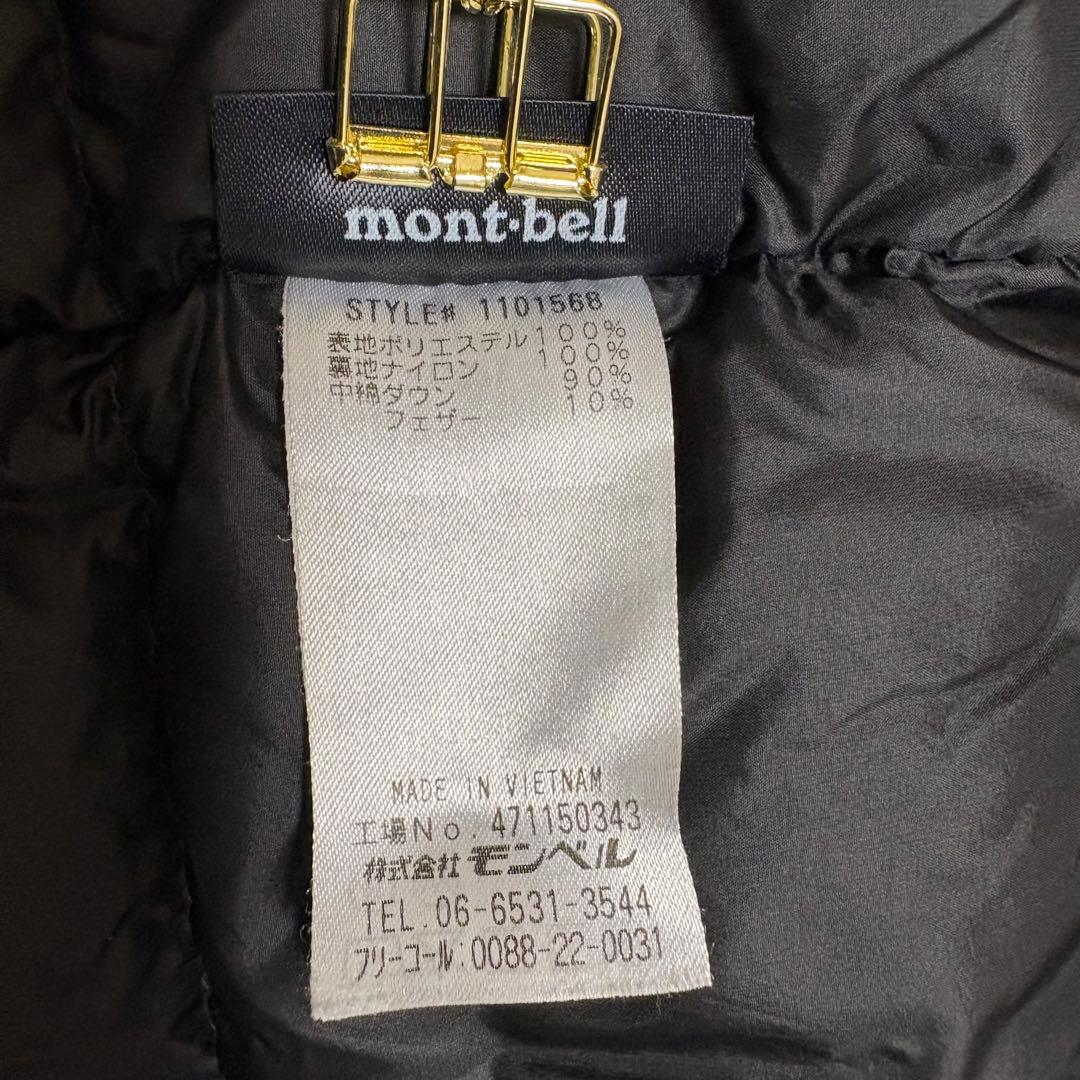 mont·bell
STYLE# 1101568
表地ポリエステル100%
裏地ナイロン 100%
中綿ダウン 90%
フェザー 10%
MADE IN VIETNAM
工場No. 471150343
株式会社 モンベル
TEL. 06-6531-3544
フリーコール:0088-22-0031